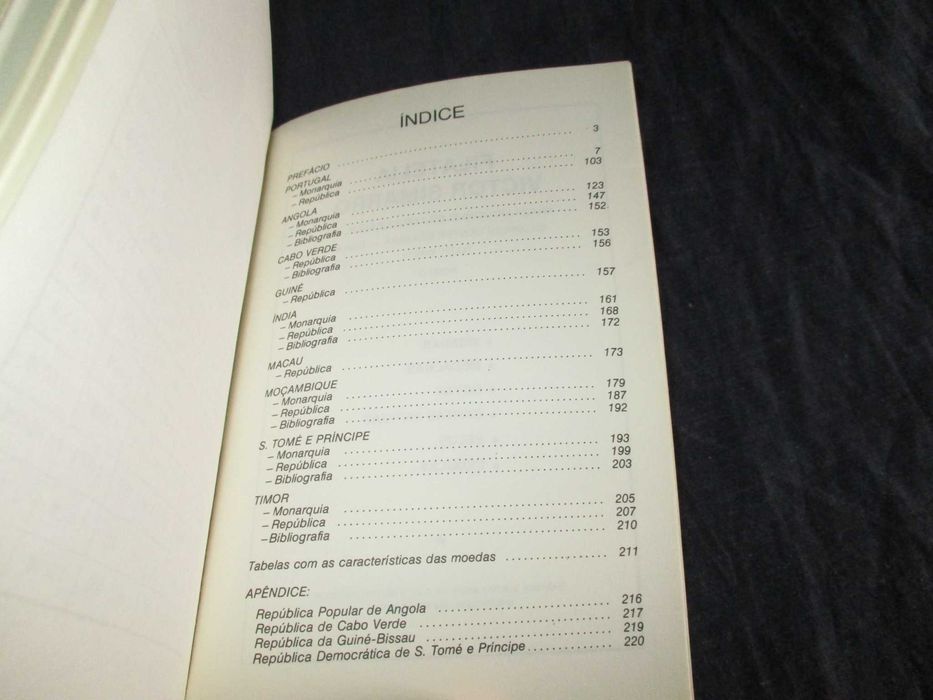 ÍNDICE
PREFÁCIO ........ 3
PORTUGAL
– Monarquia ........ 7
– República ........ 103
ANGOLA
– Monarquia ........ 123
– República ........ 147
– Bibliografia ........ 152
CABO VERDE
– República ........ 153
– Bibliografia ........ 156
GUINÉ
– República ........ 157
ÍNDIA
– Monarquia ........ 161
– República ........ 168
– Bibliografia ........ 172
MACAU
– República ........ 173
MOÇAMBIQUE
– Monarquia ........ 179
– República ........ 187
– Bibliografia ........ 192
S. TOMÉ E PRÍNCIPE
– Monarquia ........ 193
– República ........ 199
– Bibliografia ........ 203
TIMOR
– Monarquia ........ 205
– República ........ 207
– Bibliografia ........ 210
Tabelas com as características das moedas ........ 211
APÊNDICE:
República Popular de Angola ........ 216
República de Cabo Verde ........ 217
República da Guiné-Bissau ........ 219
República Democrática de S. Tomé e Príncipe ........ 220